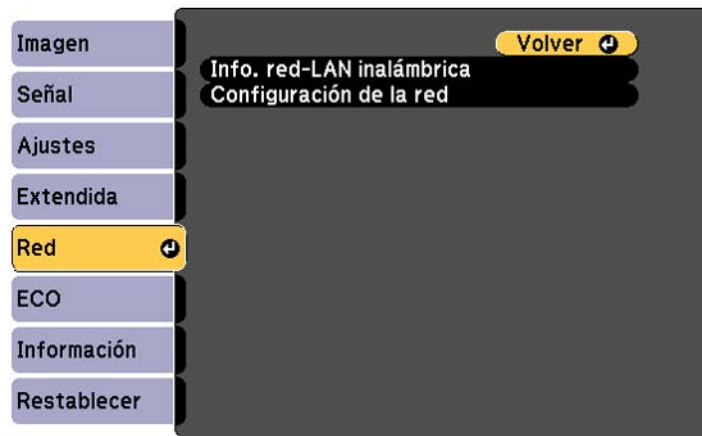 Imagen
Señal
Ajustes
Extendida
Red
ECO
Información
Restablecer
Volver
Info. red-LAN inalámbrica
Configuración de la red